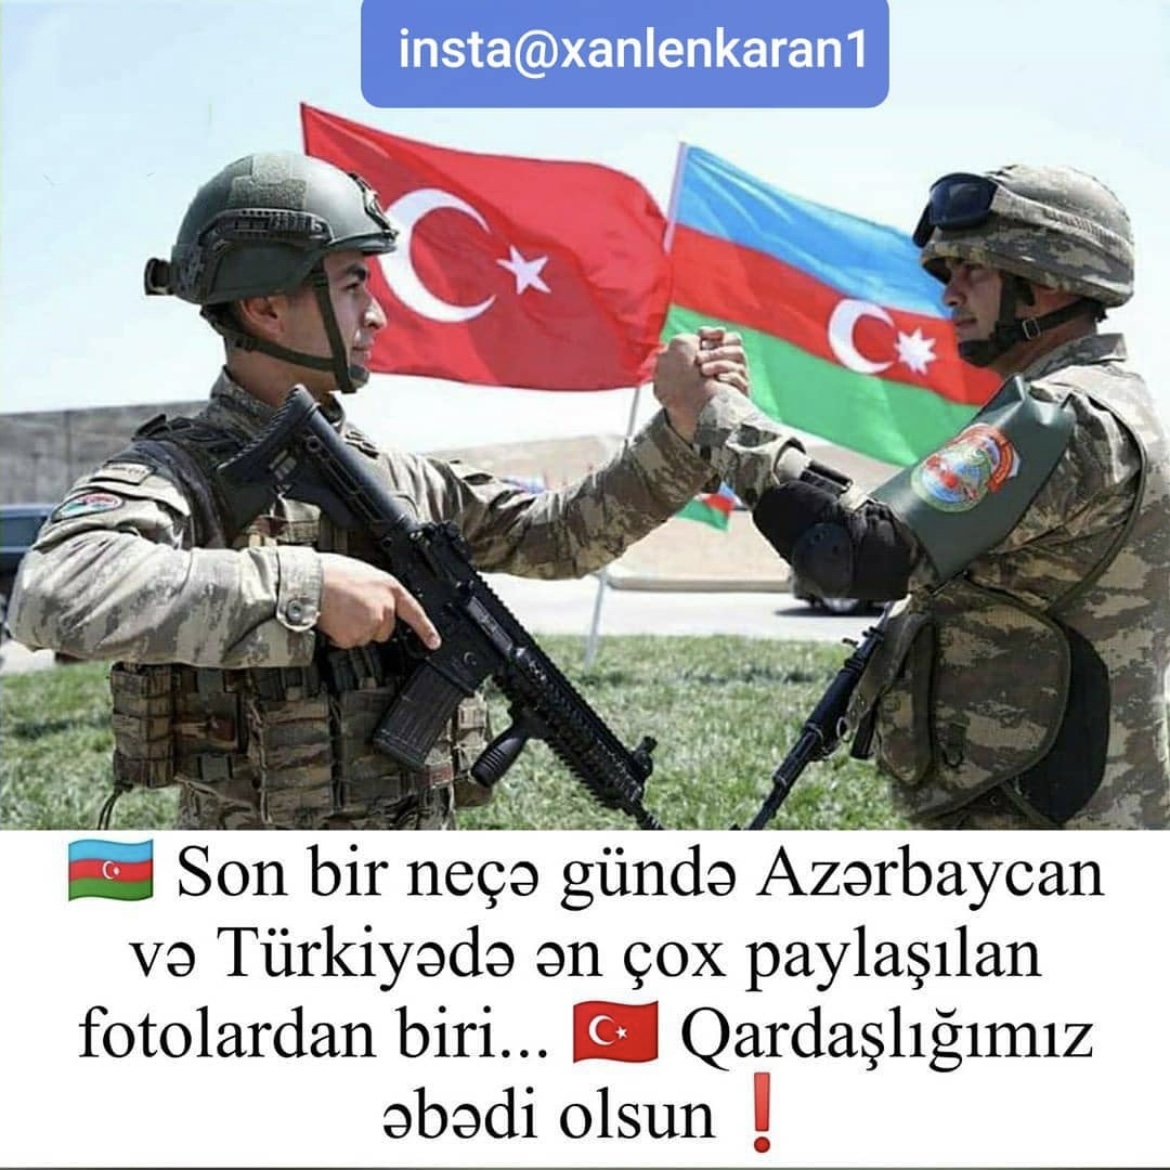 insta@xanlenkaran1
🇦🇿 Son bir neçə gündə Azərbaycan
və Türkiyədə ən çox paylaşılan
fotolardan biri... 🇹🇷 Qardaşlığımız
əbədi olsun❗